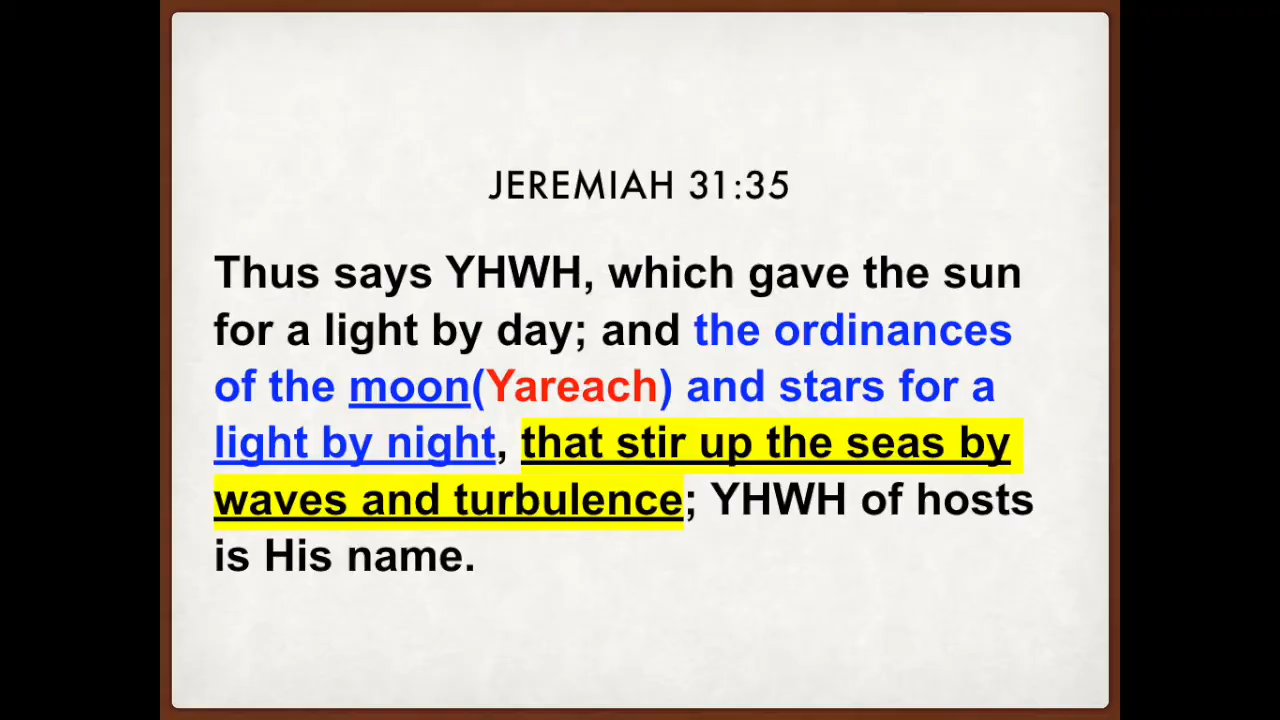 JEREMIAH 31:35
Thus says YHWH, which gave the sun
for a light by day; and the ordinances
of the moon(Yareach) and stars for a
light by night, that stir up the seas by
waves and turbulence; YHWH of hosts
is His name.